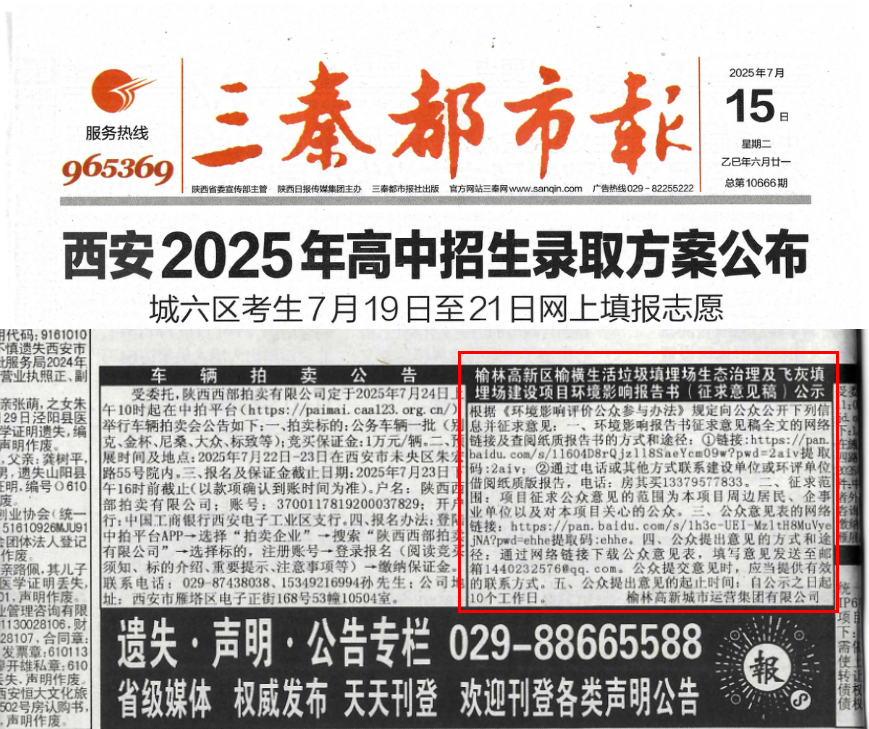 2025年7月
15日
星期二
乙巳年六月廿一
总第10666期
服务热线
965369
三秦都市报
陕西省委宣传部主管 陕西日报传媒集团主办 三秦都市报社出版 官方网站三秦网www.sanqin.com 广告热线029-82255222
西安2025年高中招生录取方案公布
城六区考生7月19日至21日网上填报志愿
代码:9161010
不慎遗失西安市
服务局2024年
营业执照正、副
声明作废。
亲张萌,之女朱
29日泾阳县医
学证明遗失,编
声明作废。
,父亲:龚树平,
男,遗失山阳县
证明,编号O610
废。
创业协会(统一
51610926MJU91
会团体法人登记
作废。
亲路佩,其儿子
医学证明丢失,
01,声明作废。
业管理咨询有限
1130028106,财
28107,合同章:
发票章:610113
廖开雄私章:610
丢失,声明作废。
西安恒大文化旅
502号房认购书,
,声明作废。
车辆拍卖公告
受委托,陕西西部拍卖有限公司定于2025年7月24日上
午10时起在中拍平台(https://paimai.caa123.org.cn/)
举行车辆拍卖会公告如下:一、拍卖标的:公务车辆一批(别
克、金杯、尼桑、大众、标致等);竞买保证金:1万元/辆。二、预
展时间及地点:2025年7月22日-23日在西安市未央区朱宏
路55号院内。三、报名及保证金截止日期:2025年7月23日下
午16时前截止(以款项确认到账时间为准)。户名:陕西西
部拍卖有限公司;账号:3700117819200037829;开户
行:中国工商银行西安电子工业区支行。四、报名办法:登陆
中拍平台APP→选择“拍卖企业”→搜索“陕西西部拍卖
有限公司”→选择标的,注册账号→登录报名(阅读竞买
须知、标的介绍、重要提示、注意事项等)→缴纳保证金。
联系电话:029-87438038、15349216994孙先生;公司地
址:西安市雁塔区电子正街168号53幢10504室。
榆林高新区榆横生活垃圾填埋场生态治理及飞灰填
埋场建设项目环境影响报告书(征求意见稿)公示
根据《环境影响评价公众参与办法》规定向公众公开下列信
息并征求意见:一、环境影响报告书征求意见稿全文的网络
链接及查阅纸质报告书的方式和途径:①链接:https://pan.
baidu.com/s/1l6O4D8rQJzll8SaeYcmO9w?pwd=2aiv提取
码:2aiv;②通过电话或其他方式联系建设单位或环评单位
借阅纸质版报告,电话:房其买13379577833。二、征求范
围:项目征求公众意见的范围为本项目周边居民、企事
业单位以及对本项目关心的公众。三、公众意见表的网络
链接:https://pan.baidu.com/s/1h3c-UEI-Mz1tH8MuVye
JNA?pwd=ehhe提取码:ehhe。四、公众提出意见的方式和途
径:通过网络链接下载公众意见表,填写意见发送至邮
箱1440232576@qq.com。公众提交意见时,应当提供有效
的联系方式。五、公众提出意见的起止时间:自公示之日起
10个工作日。 榆林高新城市运营集团有限公司
遗失·声明·公告专栏 029-88665588
省级媒体 权威发布 天天刊登 欢迎刊登各类声明公告
報